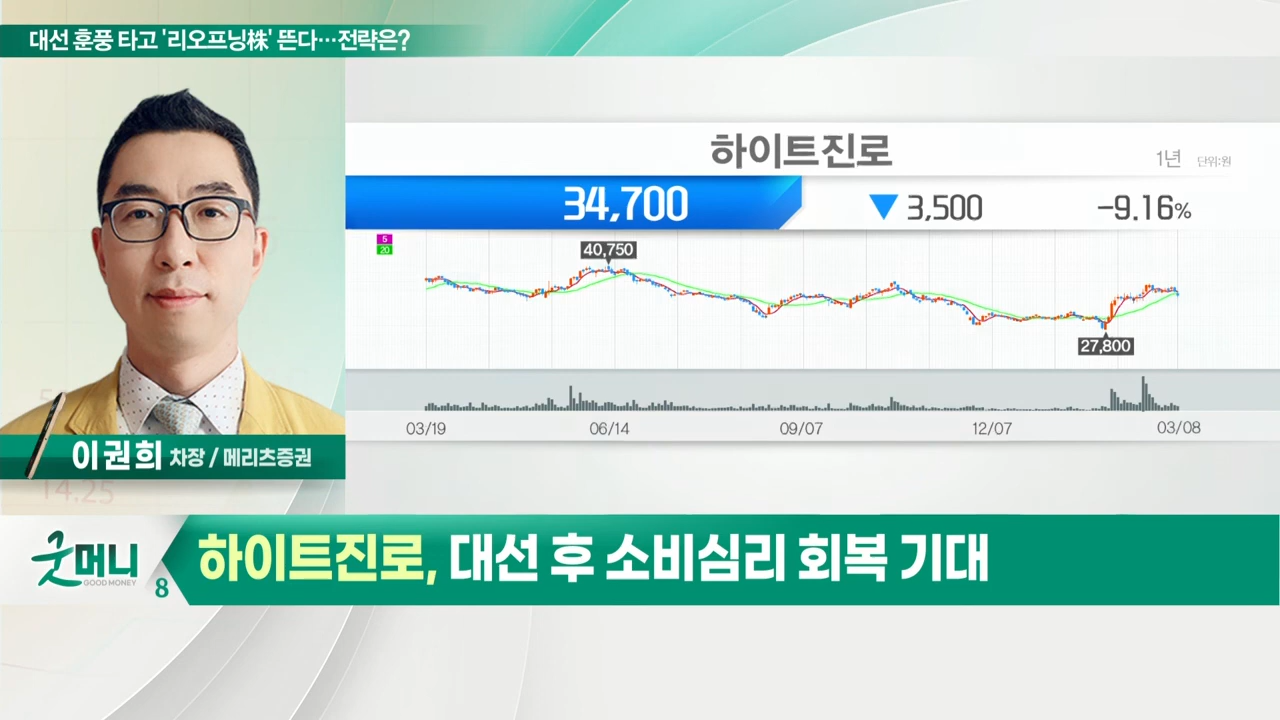 대선 훈풍 타고 '리오프닝株' 뜬다…전략은?
하이트진로
1년 단위:원
34,700 ▼ 3,500 -9.16%
5
20
40,750
27,800
03/19 06/14 09/07 12/07 03/08
이권희 차장 / 메리츠증권
14.25
굿머니
GOOD MONEY
8
하이트진로, 대선 후 소비심리 회복 기대